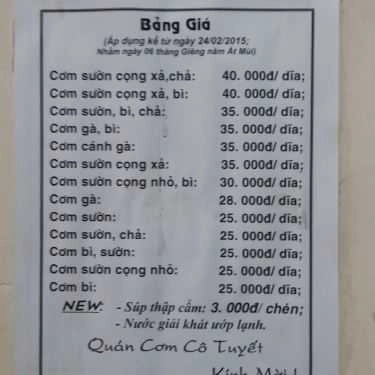 Bảng Giá
(Áp dụng kể từ ngày 24/02/2015;
Nhằm ngày 06 tháng Giêng năm Ất Mùi)
Cơm sườn cọng xả,chả: 40. 000đ/ dĩa;
Cơm sườn cọng xả, bì: 40. 000đ/ dĩa;
Cơm sườn, bì, chả: 35. 000đ/ dĩa;
Cơm gà, bì: 35. 000đ/ dĩa;
Cơm cánh gà: 35. 000đ/ dĩa;
Cơm sườn cọng xả: 35. 000đ/ dĩa;
Cơm sườn cọng nhỏ, bì: 30. 000đ/ dĩa;
Cơm gà: 28. 000đ/ dĩa;
Cơm sườn: 25. 000đ/ dĩa;
Cơm sườn, chả: 25. 000đ/ dĩa;
Cơm bì, sườn: 25. 000đ/ dĩa;
Cơm sườn cọng nhỏ: 25. 000đ/ dĩa;
Cơm bì: 25. 000đ/ dĩa;
NEW: - Súp thập cẩm: 3. 000đ/ chén;
- Nước giải khát ướp lạnh.
Quán Cơm Cô Tuyết
Kính Mời !